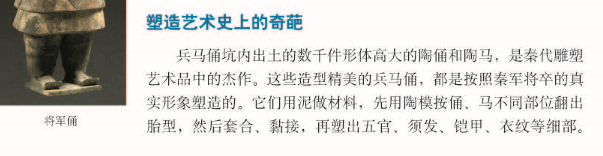 塑造艺术史上的奇葩
兵马俑坑内出土的数千件形体高大的陶俑和陶马，是秦代雕塑
艺术品中的杰作。这些造型精美的兵马俑，都是按照秦军将卒的真
实形象塑造的。它们用泥做材料，先用陶模按俑、马不同部位翻出
胎型，然后套合、黏接，再塑出五官、须发、铠甲、衣纹等细部。
将军俑